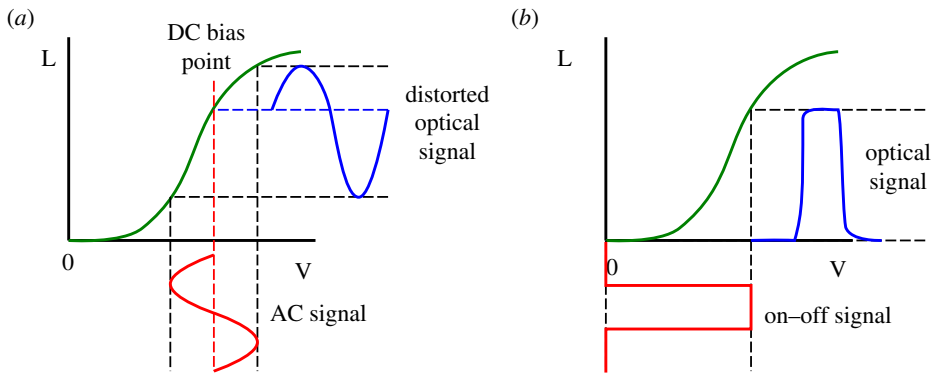 (a)
DC bias
point
L
distorted
optical
signal
0
V
AC signal
(b)
L
optical
signal
0
V
on–off signal